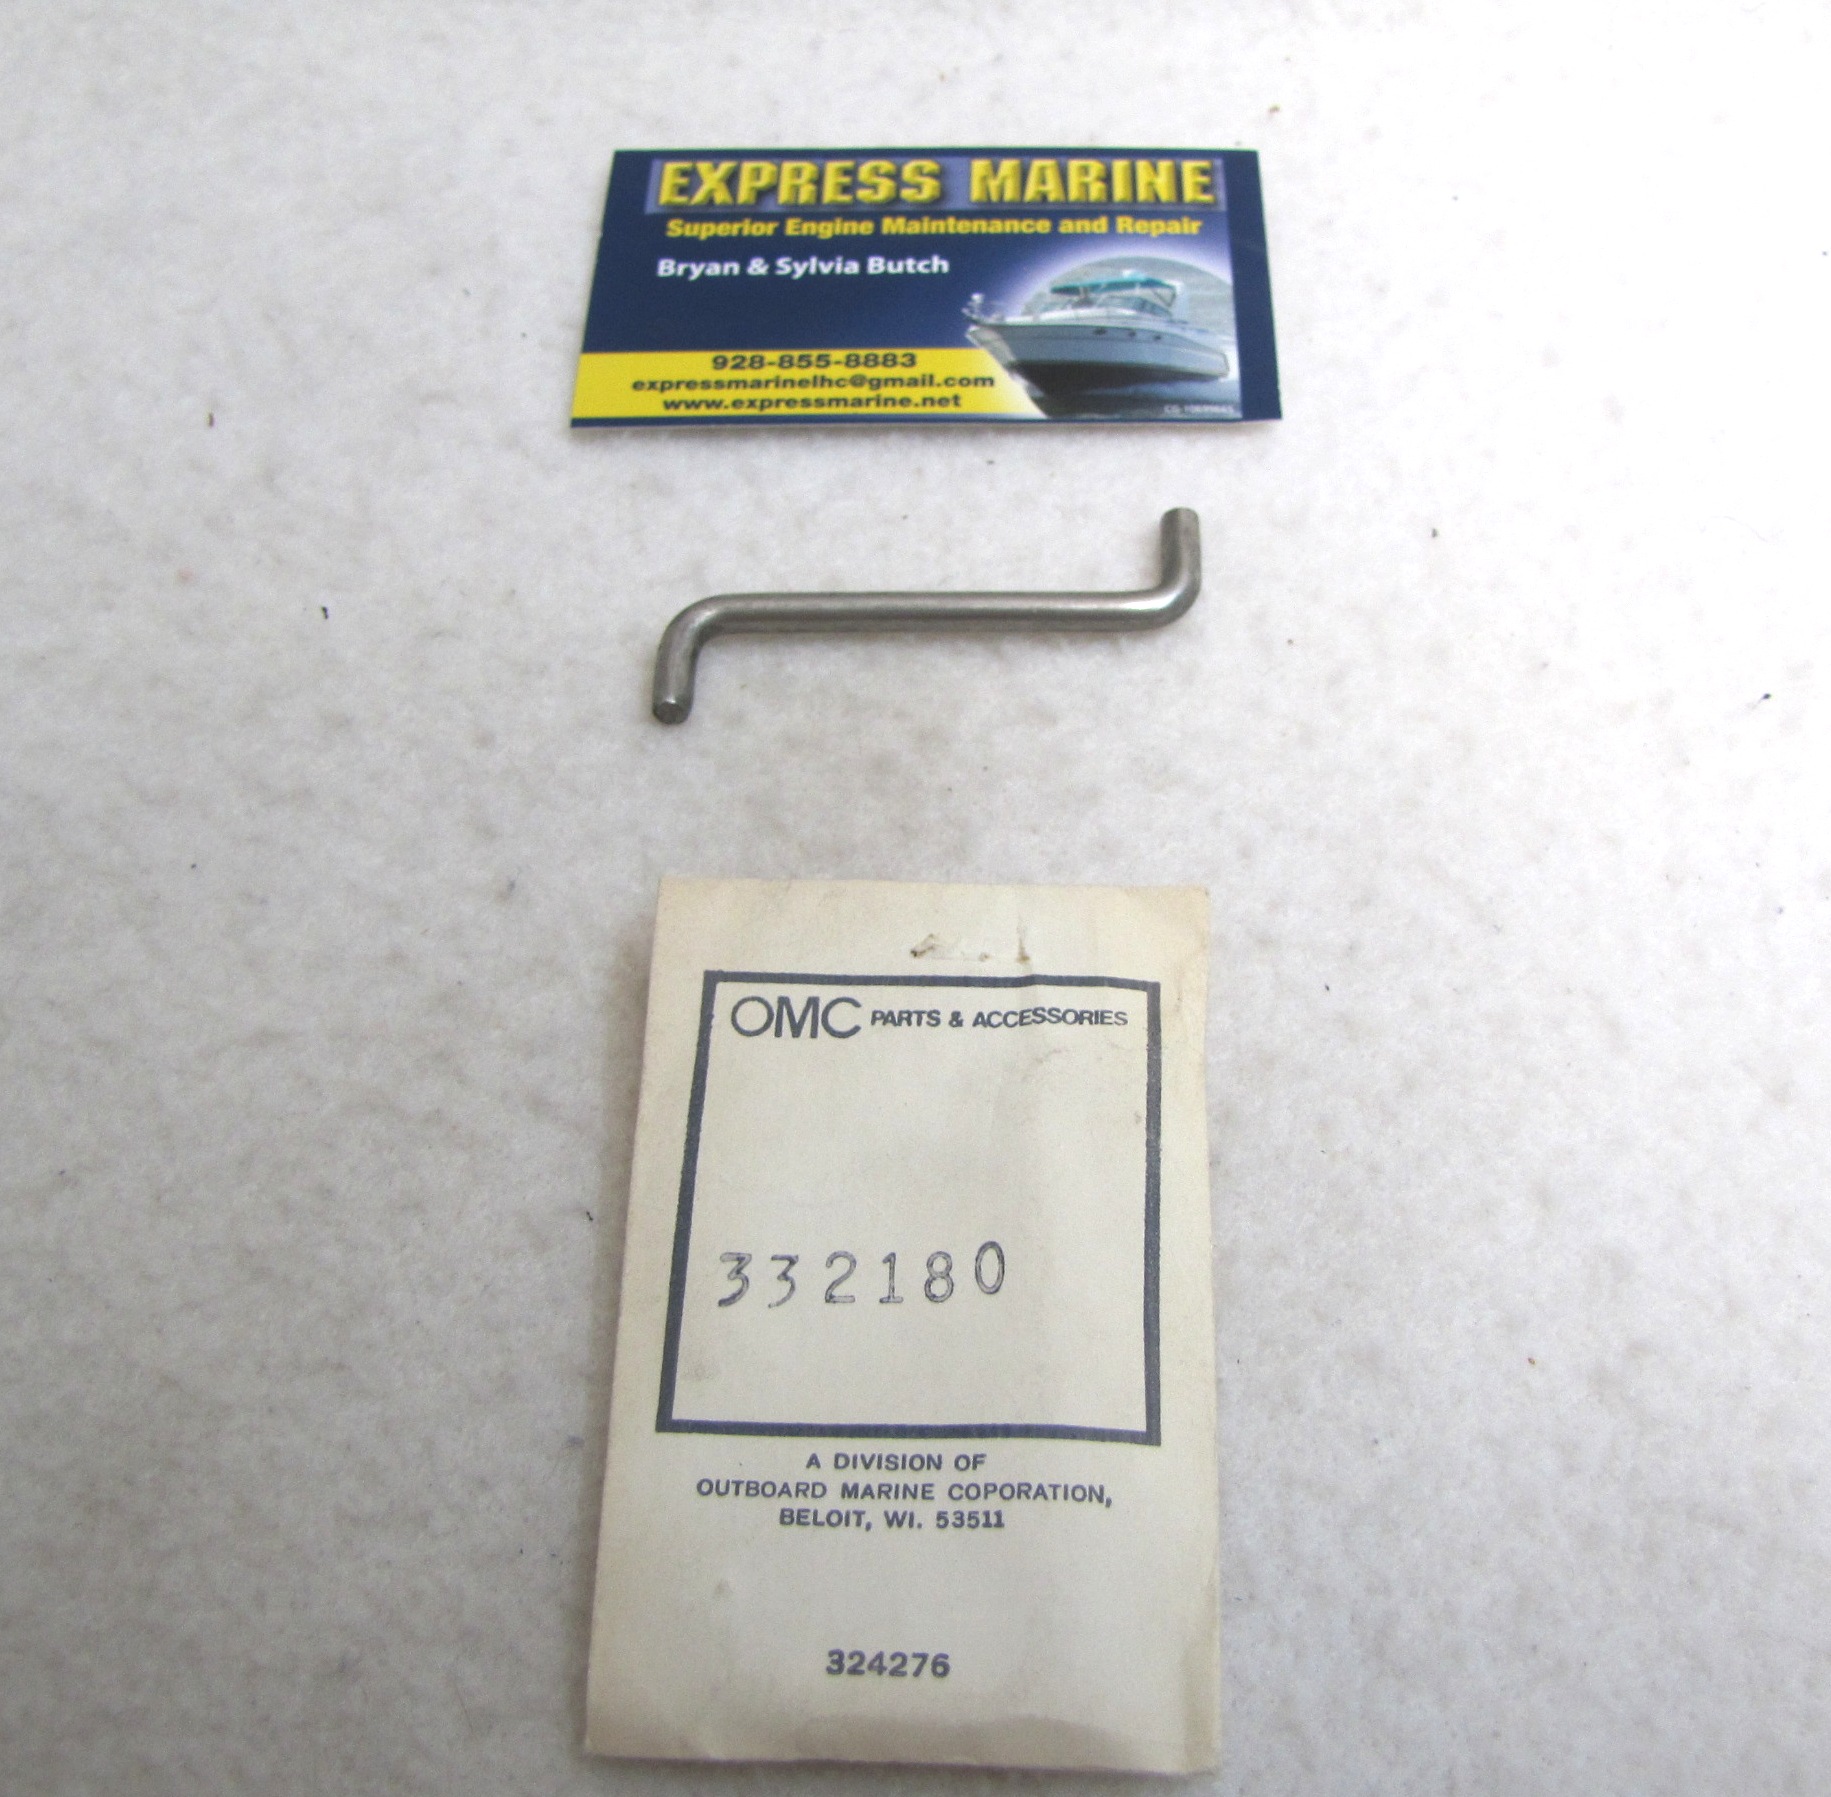 EXPRESS MARINE
Superior Engine Maintenance and Repair
Bryan & Sylvia Butch
928-855-8883
expressmarinelhc@gmail.com
www.expressmarine.net
OMC PARTS & ACCESSORIES
332180
A DIVISION OF
OUTBOARD MARINE COPORATION,
BELOIT, WI. 53511
324276